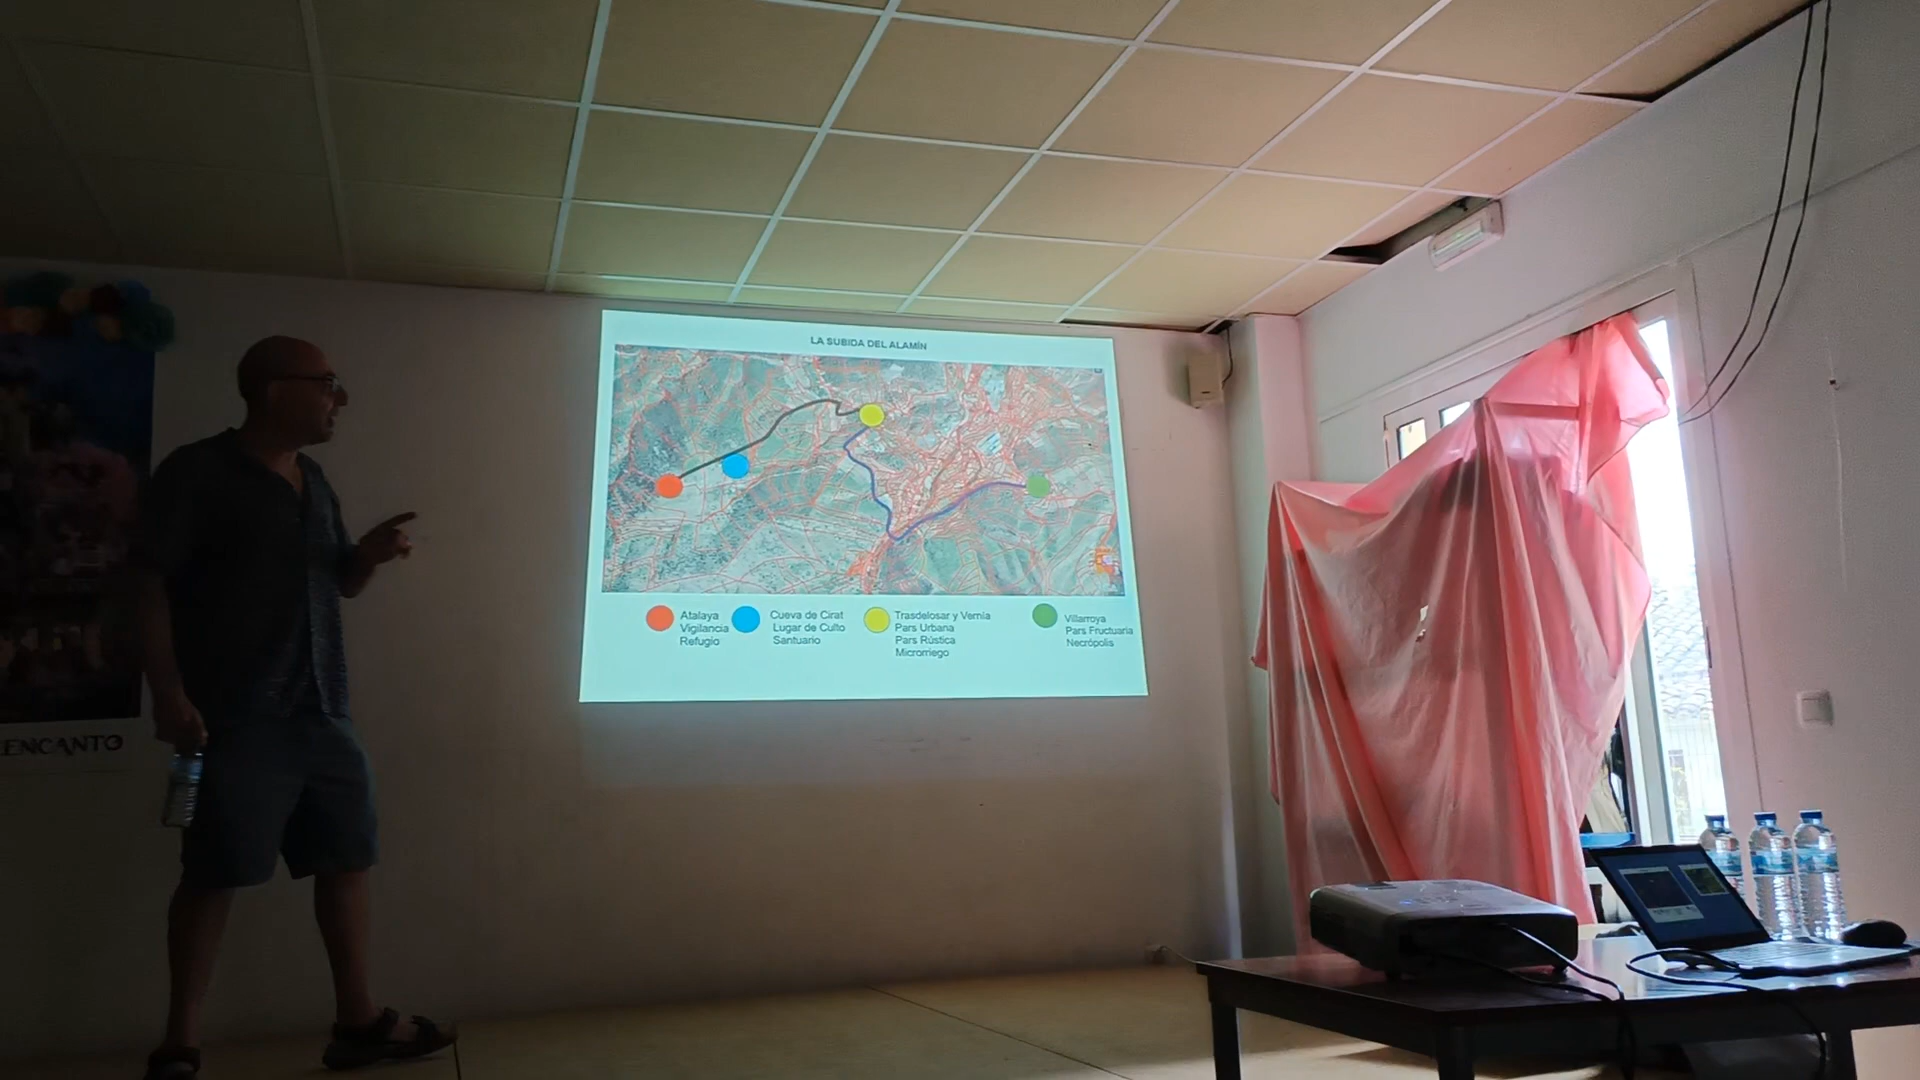 LA SUBIDA DEL ALAMÍN
Atalaya
Vigilancia
Refugio
Cueva de Cirat
Lugar de Culto
Santuario
Trasdelosar y Vernia
Pars Urbana
Pars Rústica
Microrriego
Villarroya
Pars Fructuaria
Necrópolis
ENCANTO